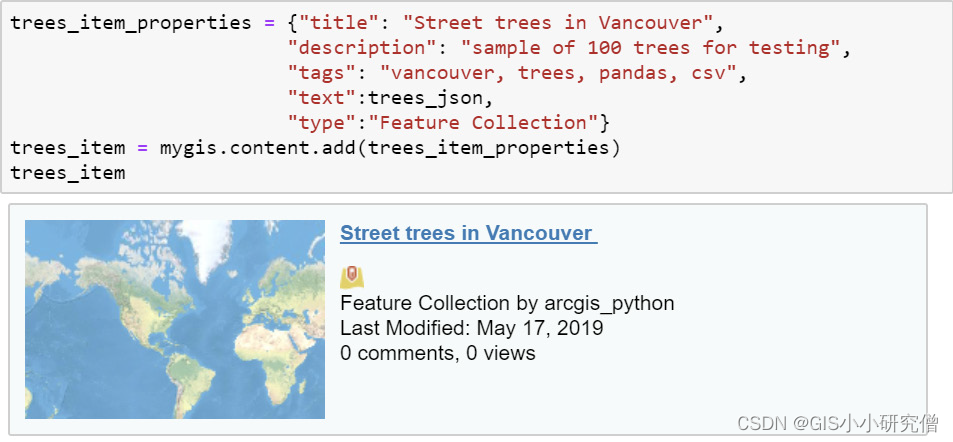 trees_item_properties = {"title": "Street trees in Vancouver",
"description": "sample of 100 trees for testing",
"tags": "vancouver, trees, pandas, csv",
"text":trees_json,
"type":"Feature Collection"}
trees_item = mygis.content.add(trees_item_properties)
trees_item
Street trees in Vancouver
Feature Collection by arcgis_python
Last Modified: May 17, 2019
0 comments, 0 views
CSDN @GIS小小研究僧